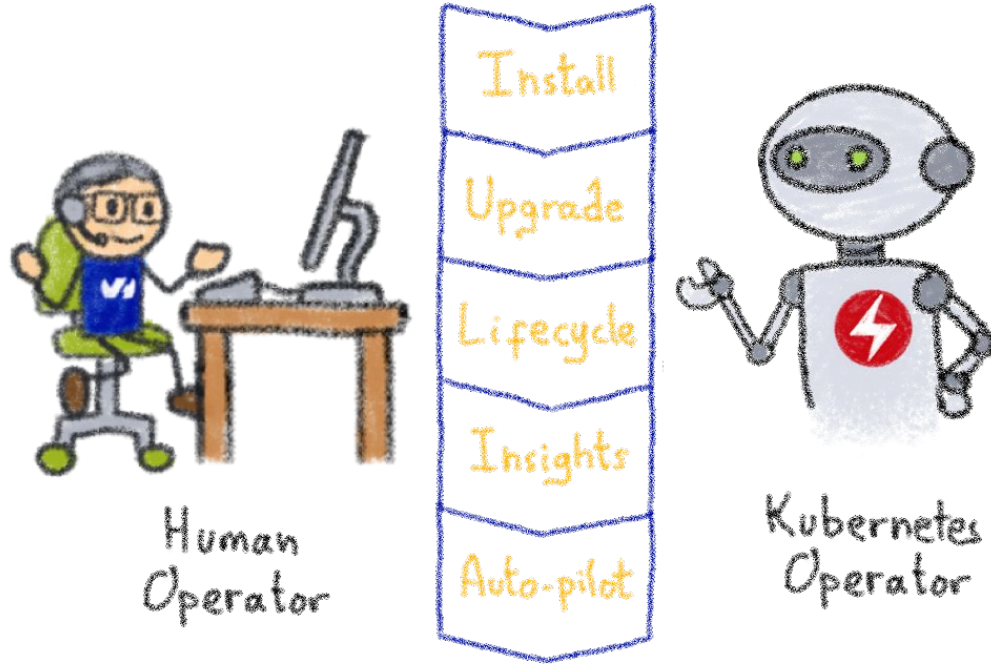 Install
Upgrade
Lifecycle
Insights
Auto-pilot
Human
Operator
Kubernetes
Operator